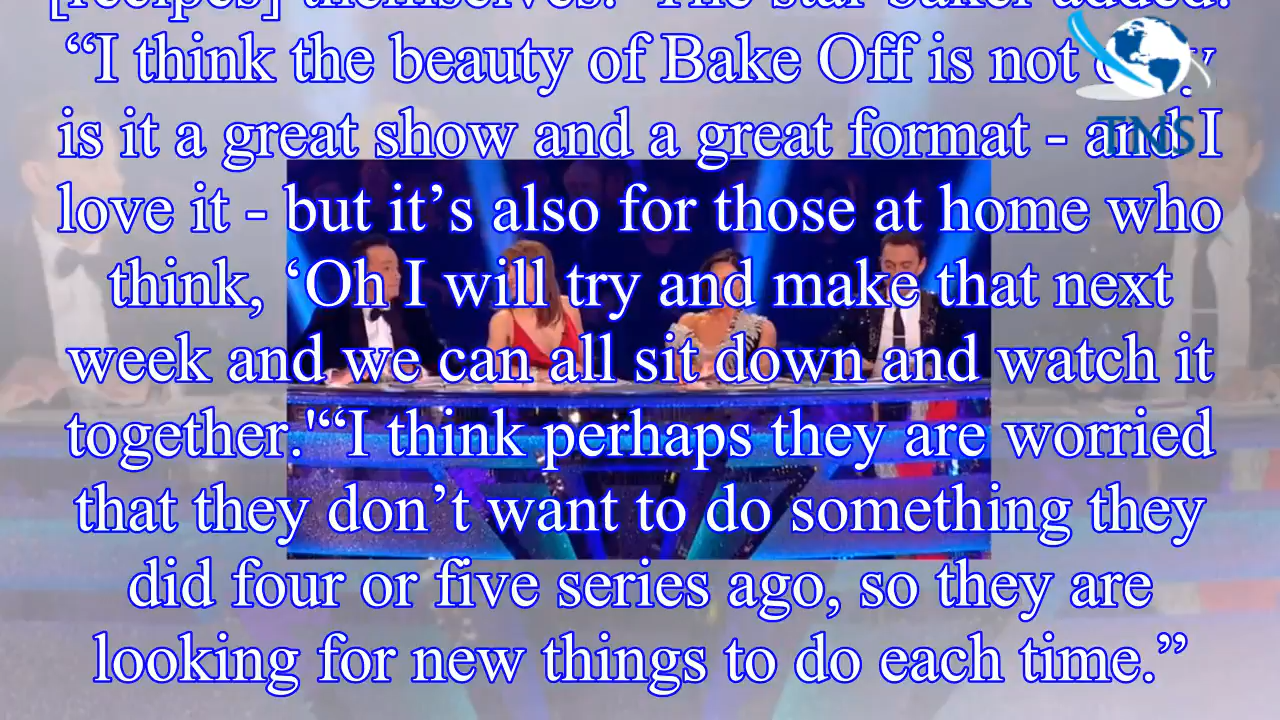 [recipes] themselves." The star baker added:
“I think the beauty of Bake Off is not only
is it a great show and a great format - and I
love it - but it’s also for those at home who
think, ‘Oh I will try and make that next
week and we can all sit down and watch it
together.'“I think perhaps they are worried
that they don’t want to do something they
did four or five series ago, so they are
looking for new things to do each time.”
TNS